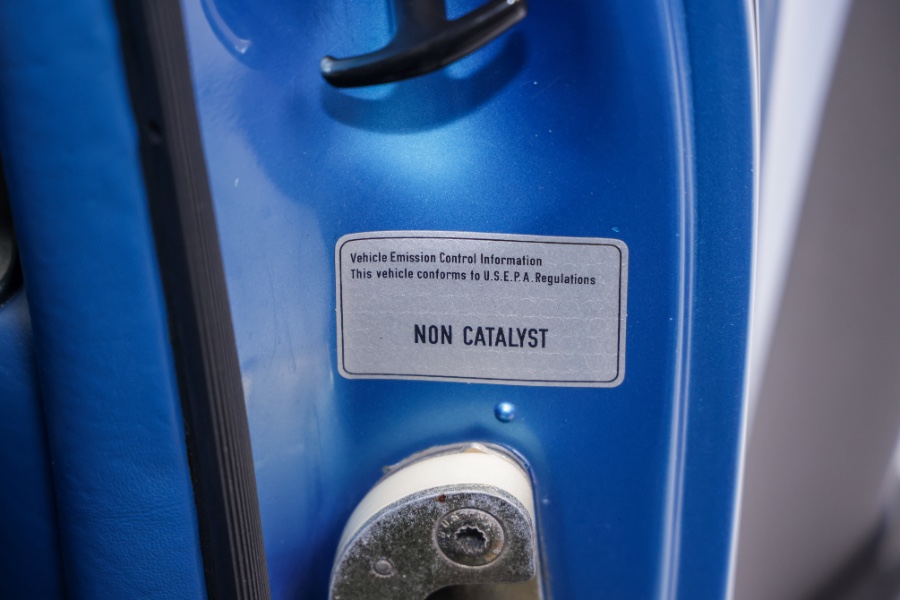 Vehicle Emission Control Information
This vehicle conforms to U.S.E.P.A.Regulations
NON CATALYST